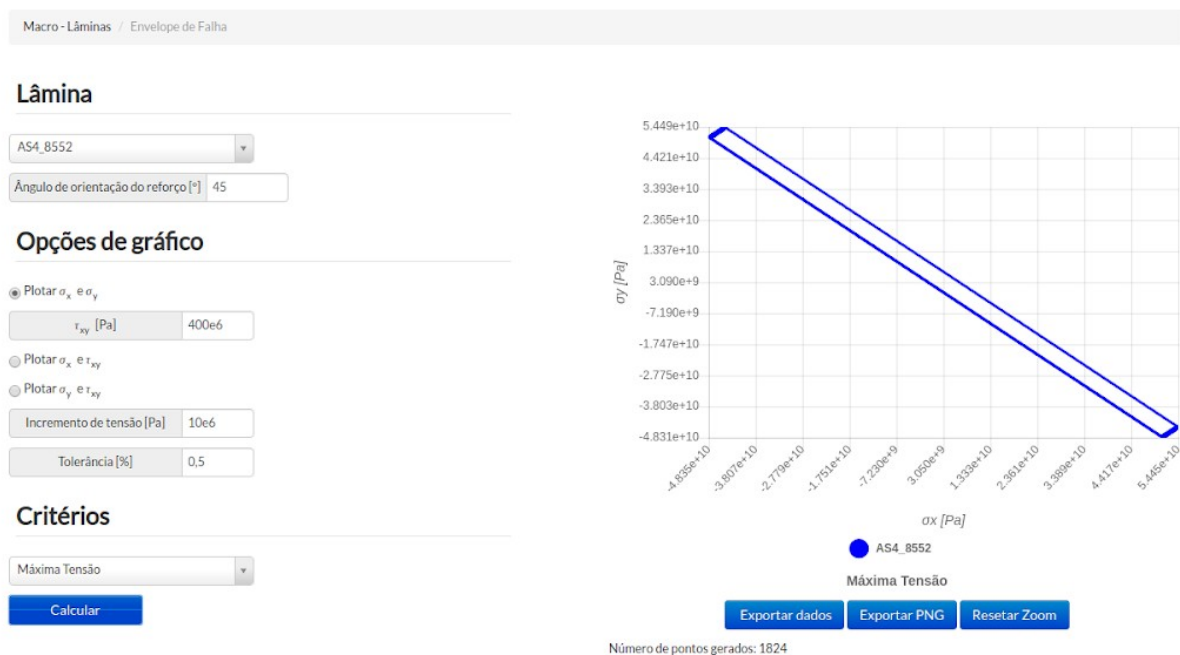 Macro - Lâminas / Envelope de Falha
Lâmina
AS4_8552
Ângulo de orientação do reforço [°] 45
Opções de gráfico
Plotar σx e σy
τxy [Pa] 400e6
Plotar σx e τxy
Plotar σy e τxy
Incremento de tensão [Pa] 10e6
Tolerância [%] 0,5
Critérios
Máxima Tensão
Calcular
5.449e+10
4.421e+10
3.393e+10
2.365e+10
1.337e+10
3.090e+9
-7.190e+9
-1.747e+10
-2.775e+10
-3.803e+10
-4.831e+10
σy [Pa]
-4.835e+10 -3.807e+10 -2.779e+10 -1.751e+10 -7.230e+9 3.050e+9 1.333e+10 2.361e+10 3.389e+10 4.417e+10 5.445e+10
σx [Pa]
AS4_8552
Máxima Tensão
Exportar dados Exportar PNG Resetar Zoom
Número de pontos gerados: 1824